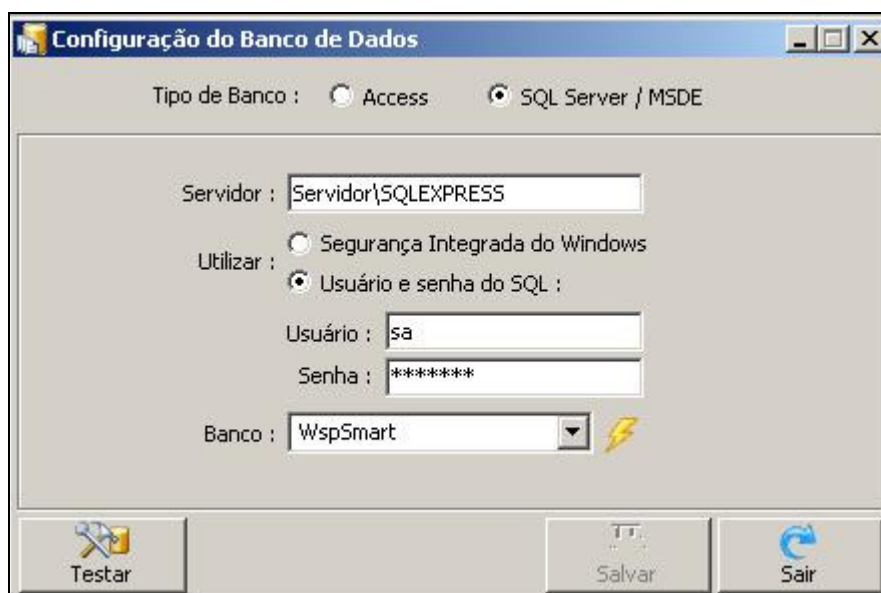 Configuração do Banco de Dados
Tipo de Banco : Access SQL Server / MSDE
Servidor : Servidor\SQLEXPRESS
Utilizar : Segurança Integrada do Windows
Usuário e senha do SQL :
Usuário : sa
Senha : *******
Banco : WspSmart
Testar Salvar Sair